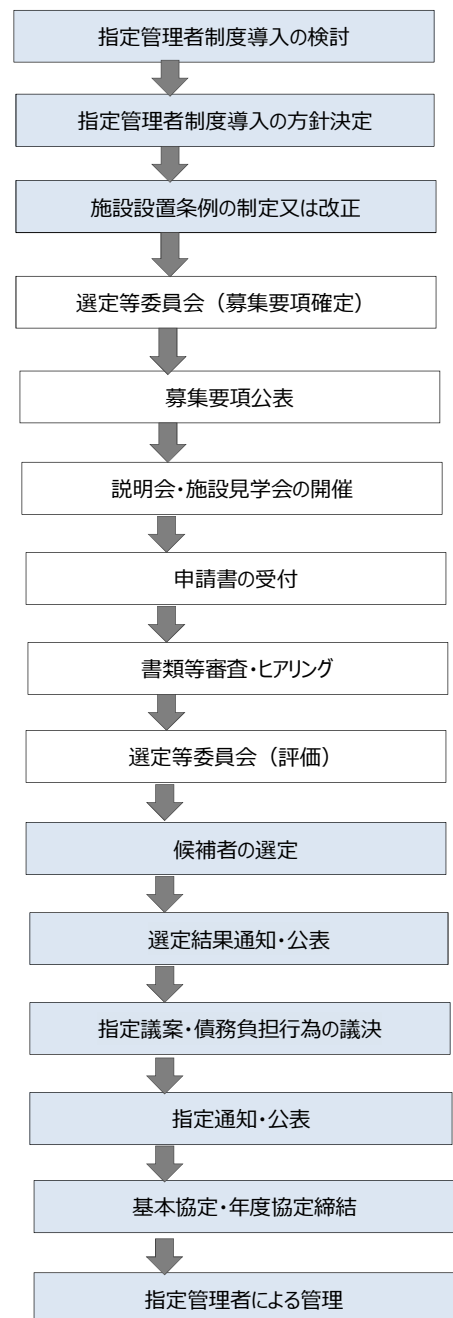 指定管理者制度導入の検討
指定管理者制度導入の方針決定
施設設置条例の制定又は改正
選定等委員会（募集要項確定）
募集要項公表
説明会・施設見学会の開催
申請書の受付
書類等審査・ヒアリング
選定等委員会（評価）
候補者の選定
選定結果通知・公表
指定議案・債務負担行為の議決
指定通知・公表
基本協定・年度協定締結
指定管理者による管理